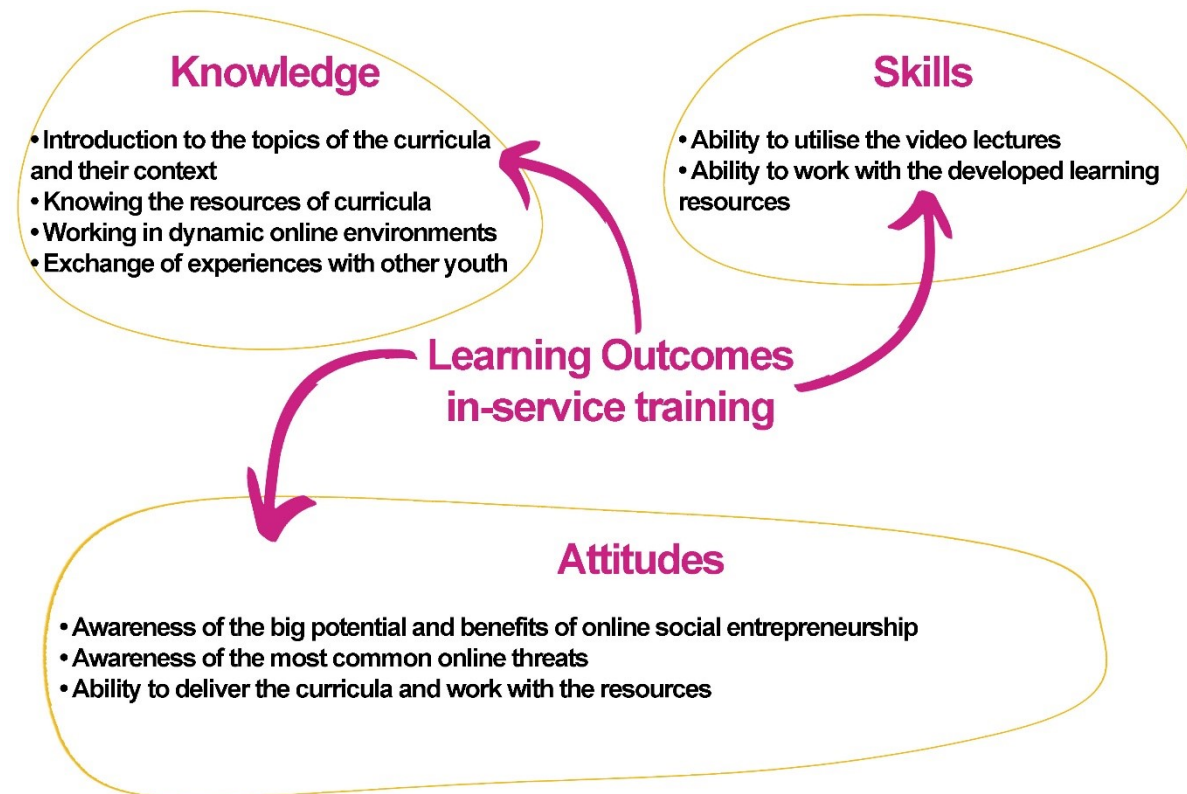 Knowledge
• Introduction to the topics of the curricula
and their context
• Knowing the resources of curricula
• Working in dynamic online environments
• Exchange of experiences with other youth
Skills
• Ability to utilise the video lectures
• Ability to work with the developed learning
resources
Learning Outcomes
in-service training
Attitudes
• Awareness of the big potential and benefits of online social entrepreneurship
• Awareness of the most common online threats
• Ability to deliver the curricula and work with the resources